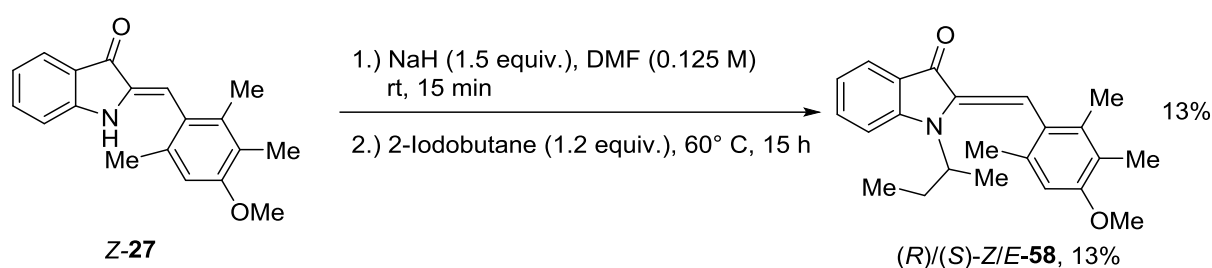 O
N
H
Me
Me
Me
OMe
Z-27
1.) NaH (1.5 equiv.), DMF (0.125 M)
rt, 15 min
2.) 2-Iodobutane (1.2 equiv.), 60° C, 15 h
O
N
Me
Me
Me
Me
Me
OMe
13%
(R)/(S)-Z/E-58, 13%